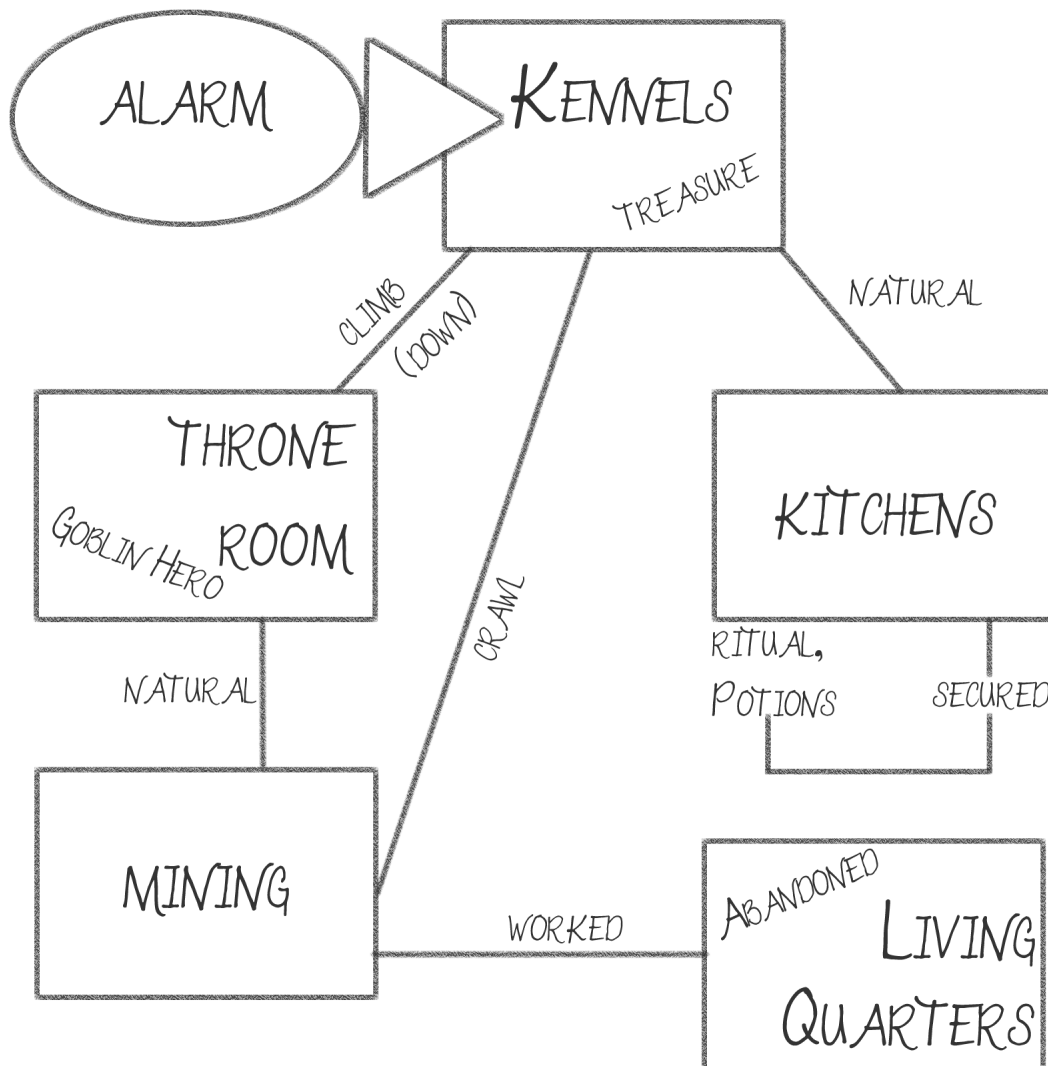 ALARM
KENNELS
TREASURE
CLIMB
(DOWN)
NATURAL
THRONE
ROOM
GOBLIN HERO
KITCHENS
CRAWL
RITUAL,
POTIONS
SECURED
NATURAL
MINING
WORKED
ABANDONED
LIVING
QUARTERS